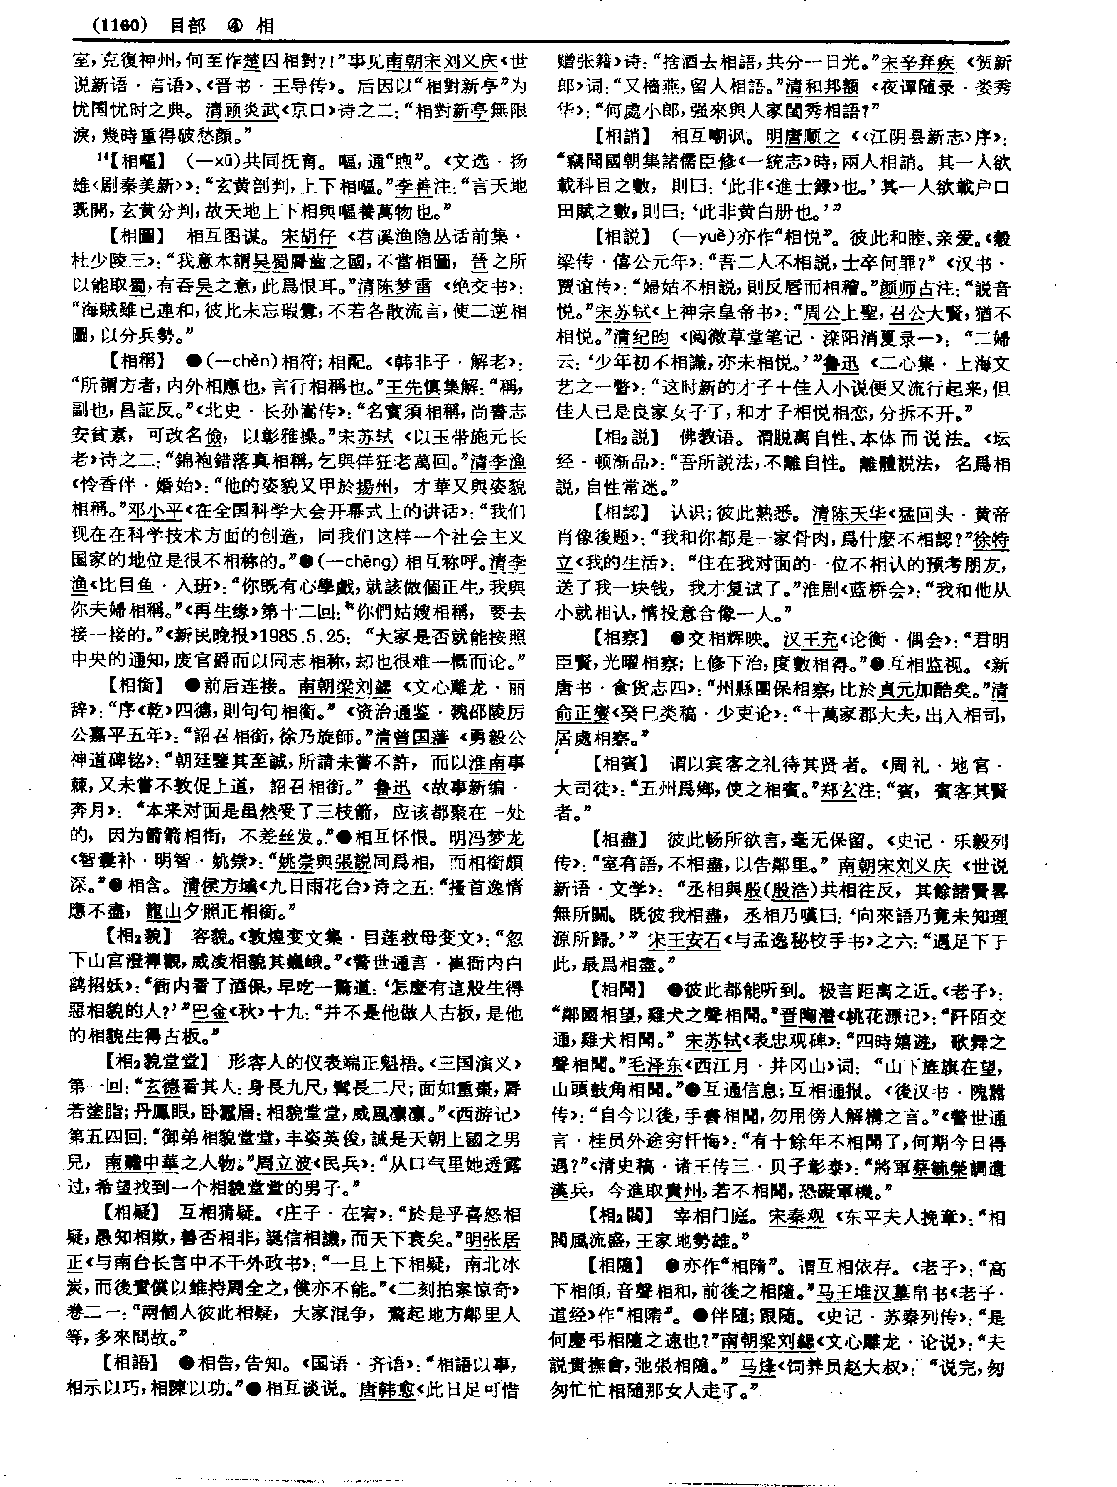 (1160) 目部 ④ 相
室，克復神州，何至作楚囚相對？！”事见南朝宋刘义庆《世
说新语·言语》、《晋书·王导传》。后因以“相對新亭”为
忧国忧时之典。清顾炎武《京口》诗之二：“相對新亭無限
淚，幾時重得破愁顏。”
14【相嘔】 (—xū)共同抚育。嘔，通“煦”。《文选·扬
雄〈剧秦美新〉》：“玄黄剖判，上下相嘔。”李善注：“言天地
既開，玄黄分判，故天地上下相與嘔養萬物也。”
【相圖】 相互图谋。宋胡仔《苕溪渔隐丛话前集·
杜少陵三》：“我意本謂吴蜀脣齒之國，不當相圖，晉之所
以能取蜀，有吞吴之意，此爲恨耳。”清陈梦雷《绝交书》：
“海贼雖已連和，彼此未忘瑕釁，不若各散流言，使二逆相
圖，以分兵勢。”
【相稱】 ❶(—chèn)相符；相配。《韩非子·解老》：
“所謂方者，内外相應也，言行相稱也。”王先慎集解：“稱，
副也，昌証反。”《北史·长孙嵩传》：“名實須相稱，尚書志
安貧素，可改名儉，以彰雅操。”宋苏轼《以玉带施元长
老》诗之二：“錦袍錯落真相稱，乞與佯狂老萬回。”清李渔
《怜香伴·婚始》：“他的姿貌又甲於揚州，才華又與姿貌
相稱。”邓小平《在全国科学大会开幕式上的讲话》：“我们
现在在科学技术方面的创造，同我们这样一个社会主义
国家的地位是很不相称的。”❷(—chēng)相互称呼。清李
渔《比目鱼·入班》：“你既有心學戲，就該做個正生，我與
你夫婦相稱。”《再生缘》第十二回：“你們姑嫂相稱，要去
接一接的。”《新民晚报》1985.5.25：“大家是否就能按照
中央的通知，废官爵而以同志相称，却也很难一概而论。”
【相銜】 ❶前后连接。南朝梁刘勰《文心雕龙·丽
辞》：“序《乾》四德，則句句相銜。”《资治通鉴·魏邵陵厉
公嘉平五年》：“詔召相銜，徐乃旋師。”清曾国藩《勇毅公
神道碑铭》：“朝廷鑒其至誠，所請未嘗不許，而以淮南事
棘，又未嘗不敦促上道，詔召相銜。”鲁迅《故事新编·
奔月》：“本来对面是虽然受了三枝箭，应该都聚在一处
的，因为箭箭相衔，不差丝发。”❷相互怀恨。明冯梦龙
《智囊补·明智·姚崇》：“姚崇與張説同爲相，而相銜頗
深。”❸相含。清侯方域《九日雨花台》诗之五：“搔首逸情
應不盡，龍山夕照正相銜。”
【相2貌】 容貌。《敦煌变文集·目连救母变文》：“忽
下山宫澄禪觀，威凌相貌其巍峨。”《警世通言·崔衙内白
鹞招妖》：“衙内看了酒保，早吃一驚道：‘怎麽有這般生得
惡相貌的人？’”巴金《秋》十九：“并不是他做人古板，是他
的相貌生得古板。”
【相2貌堂堂】 形容人的仪表端正魁梧。《三国演义》
第一回：“玄德看其人：身長九尺，髯長二尺；面如重棗，脣
若塗脂；丹鳳眼，卧蠶眉：相貌堂堂，威風凛凛。”《西游记》
第五四回：“御弟相貌堂堂，丰姿英俊，誠是天朝上國之男
兒，南贍中華之人物。”周立波《民兵》：“从口气里她透露
过，希望找到一个相貌堂堂的男子。”
【相疑】 互相猜疑。《庄子·在宥》：“於是乎喜怒相
疑，愚知相欺，善否相非，誕信相譏，而天下衰矣。”明张居
正《与南台长言中不干外政书》：“一旦上下相疑，南北冰
炭，而後責僕以維持周全之，僕亦不能。”《二刻拍案惊奇》
卷二一：“兩個人彼此相疑，大家混争，驚起地方鄰里人
等，多來問故。”
【相語】 ❶相告，告知。《国语·齐语》：“相語以事，
相示以巧，相陳以功。”❷相互谈说。唐韩愈《此日足可惜
赠张籍》诗：“捨酒去相語，共分一日光。”宋辛弃疾《贺新
郎》词：“又檣燕，留人相語。”清和邦额《夜谭随录·娄秀
华》：“何處小郎，强來與人家閨秀相語？”
【相誚】 相互嘲讽。明唐顺之《〈江阴县新志〉序》：
“竊聞國朝集諸儒臣修《一統志》時，兩人相誚。其一人欲
載科目之數，則曰：‘此非《進士録》也。’其一人欲載户口
田賦之數，則曰：‘此非黄白册也。’”
【相説】 (—yuè)亦作“相悦”。彼此和睦、亲爱。《穀
梁传·僖公元年》：“吾二人不相説，士卒何罪？”《汉书·
贾谊传》：“婦姑不相説，則反脣而相稽。”颜师古注：“説音
悦。”宋苏轼《上神宗皇帝书》：“周公上聖，召公大賢，猶不
相悦。”清纪昀《阅微草堂笔记·滦阳消夏录一》：“二婦
云：‘少年初不相識，亦未相悦。’”鲁迅《二心集·上海文
艺之一瞥》：“这时新的才子＋佳人小说便又流行起来，但
佳人已是良家女子了，和才子相悦相恋，分拆不开。”
【相2説】 佛教语。谓脱离自性、本体而说法。《坛
经·顿渐品》：“吾所説法，不離自性。離體説法，名爲相
説，自性常迷。”
【相認】 认识；彼此熟悉。清陈天华《猛回头·黄帝
肖像後题》：“我和你都是一家骨肉，爲什麽不相認？”徐特
立《我的生活》：“住在我对面的一位不相认的预考朋友，
送了我一块钱，我才复试了。”淮剧《蓝桥会》：“我和他从
小就相认，情投意合像一人。”
【相察】 ❶交相辉映。汉王充《论衡·偶会》：“君明
臣賢，光曜相察；上修下治，度數相得。”❷互相监视。《新
唐书·食货志四》：“州縣團保相察，比於貞元加酷矣。”清
俞正燮《癸巳类稿·少吏论》：“十萬家郡大夫，出入相司，
居處相察。”
【相賓】 谓以宾客之礼待其贤者。《周礼·地官·
大司徒》：“五州爲鄉，使之相賓。”郑玄注：“賓，賓客其賢
者。”
【相盡】 彼此畅所欲言，毫无保留。《史记·乐毅列
传》：“室有語，不相盡，以告鄰里。”南朝宋刘义庆《世说
新语·文学》：“丞相與殷(殷浩)共相往反，其餘諸賢畧
無所關。既彼我相盡，丞相乃嘆曰：‘向來語乃竟未知理
源所歸。’”宋王安石《与孟逸秘校手书》之六：“遇足下于
此，最爲相盡。”
【相聞】 ❶彼此都能听到。极言距离之近。《老子》：
“鄰國相望，雞犬之聲相聞。”晋陶潜《桃花源记》：“阡陌交
通，雞犬相聞。”宋苏轼《表忠观碑》：“四時嬉遊，歌舞之
聲相聞。”毛泽东《西江月·井冈山》词：“山下旌旗在望，
山頭鼓角相聞。”❷互通信息；互相通报。《後汉书·隗嚣
传》：“自今以後，手書相聞，勿用傍人解構之言。”《警世通
言·桂员外途穷忏悔》：“有十餘年不相聞了，何期今日得
遇？”《清史稿·诸王传三·贝子彰泰》：“將軍蔡毓榮調遣
漢兵，今進取貴州，若不相聞，恐礙軍機。”
【相2閥】 宰相门庭。宋秦观《东平夫人挽章》：“相
閥風流盛，王家地勢雄。”
【相隨】 ❶亦作“相隋”。谓互相依存。《老子》：“高
下相傾，音聲相和，前後之相隨。”马王堆汉墓帛书《老子·
道经》作“相隋”。❷伴随；跟随。《史记·苏秦列传》：“是
何慶弔相隨之速也？”南朝梁刘勰《文心雕龙·论说》：“夫
説貴撫會，弛張相隨。”马烽《饲养员赵大叔》：“说完，匆
匆忙忙相随那女人走了。”